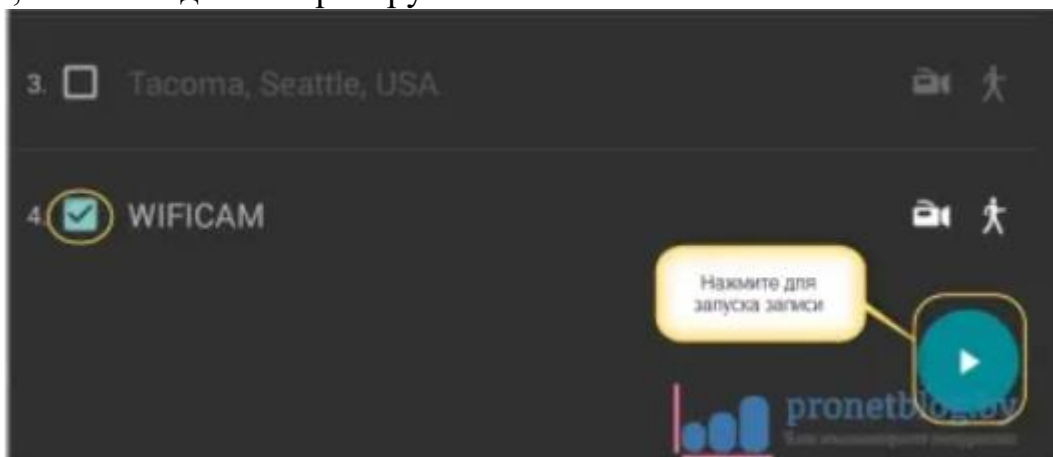 3. Tacoma, Seattle, USA
4. WIFICAM
Нажмите для
запуска записи
pronetblog.by